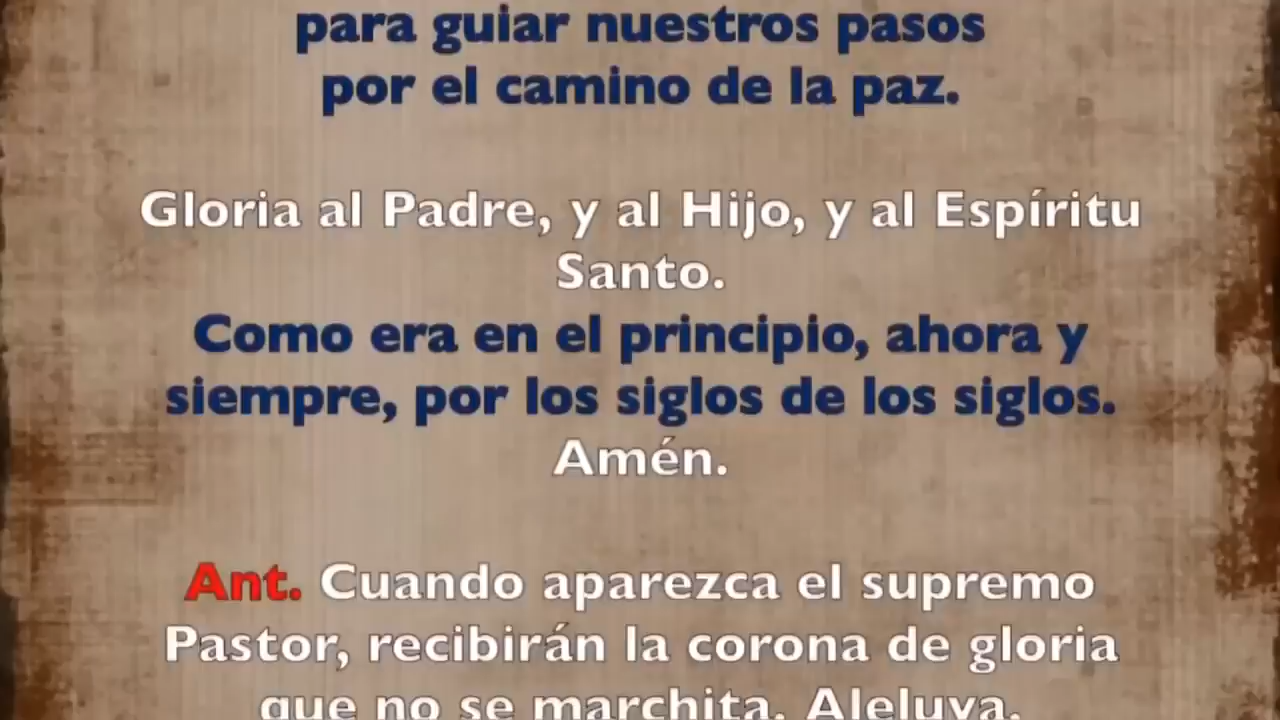 para guiar nuestros pasos
por el camino de la paz.
Gloria al Padre, y al Hijo, y al Espíritu
Santo.
Como era en el principio, ahora y
siempre, por los siglos de los siglos.
Amén.
Ant. Cuando aparezca el supremo
Pastor, recibirán la corona de gloria
que no se marchita. Aleluya.